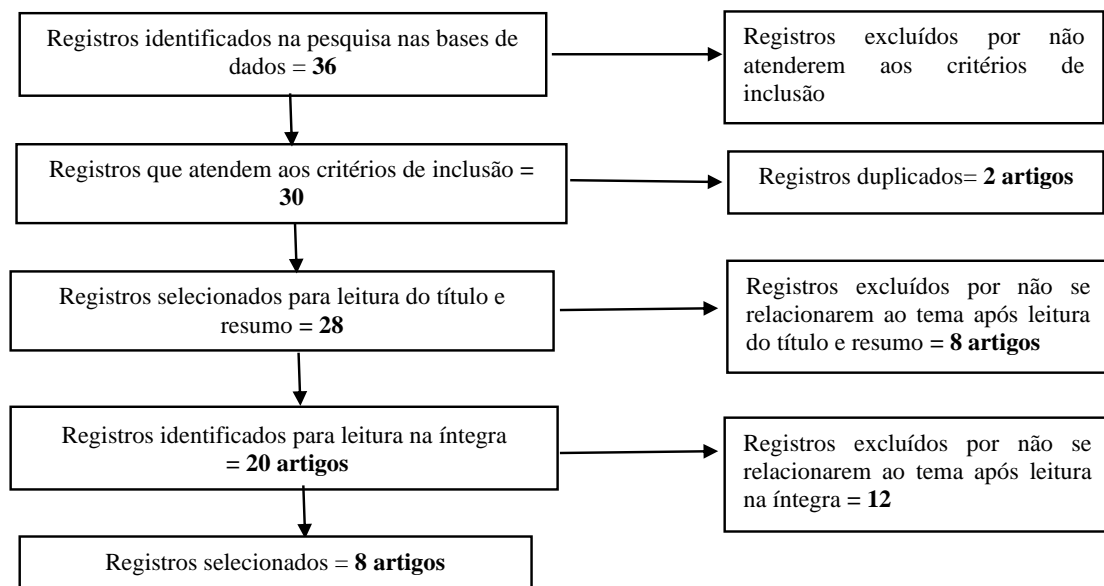 Registros identificados na pesquisa nas bases de
dados = 36
Registros excluídos por não
atenderem aos critérios de
inclusão
Registros que atendem aos critérios de inclusão =
30
Registros duplicados= 2 artigos
Registros selecionados para leitura do título e
resumo = 28
Registros excluídos por não se
relacionarem ao tema após leitura
do título e resumo = 8 artigos
Registros identificados para leitura na íntegra
= 20 artigos
Registros excluídos por não se
relacionarem ao tema após leitura
na íntegra = 12
Registros selecionados = 8 artigos